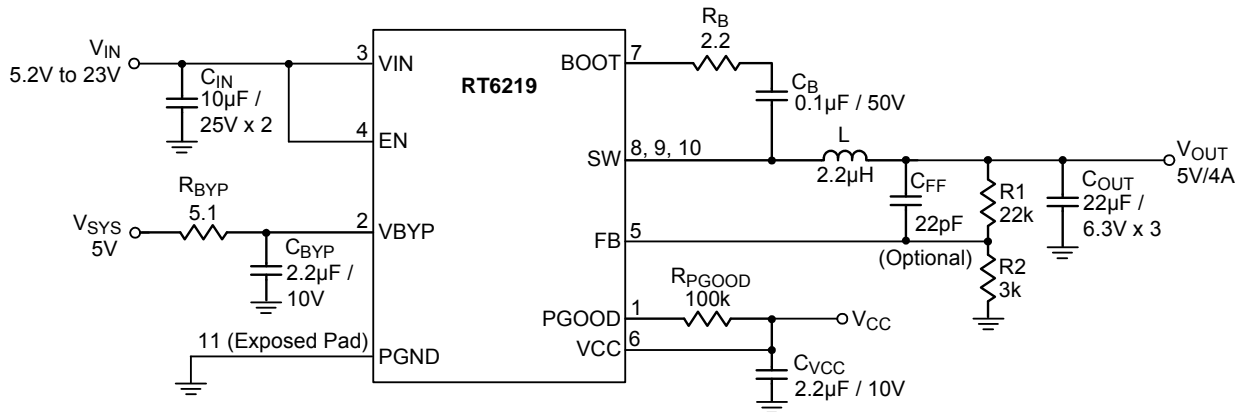 V_IN
5.2V to 23V
C_IN
10µF /
25V x 2
3
VIN
4
EN
R_BYP
5.1
V_SYS
5V
C_BYP
2.2µF /
10V
2
VBYP
11 (Exposed Pad)
PGND
RT6219
BOOT
7
R_B
2.2
C_B
0.1µF / 50V
SW
8, 9, 10
L
2.2µH
C_FF
22pF
(Optional)
FB
5
R1
22k
R2
3k
C_OUT
22µF /
6.3V x 3
V_OUT
5V/4A
R_PGOOD
100k
PGOOD
1
V_CC
VCC
6
C_VCC
2.2µF / 10V